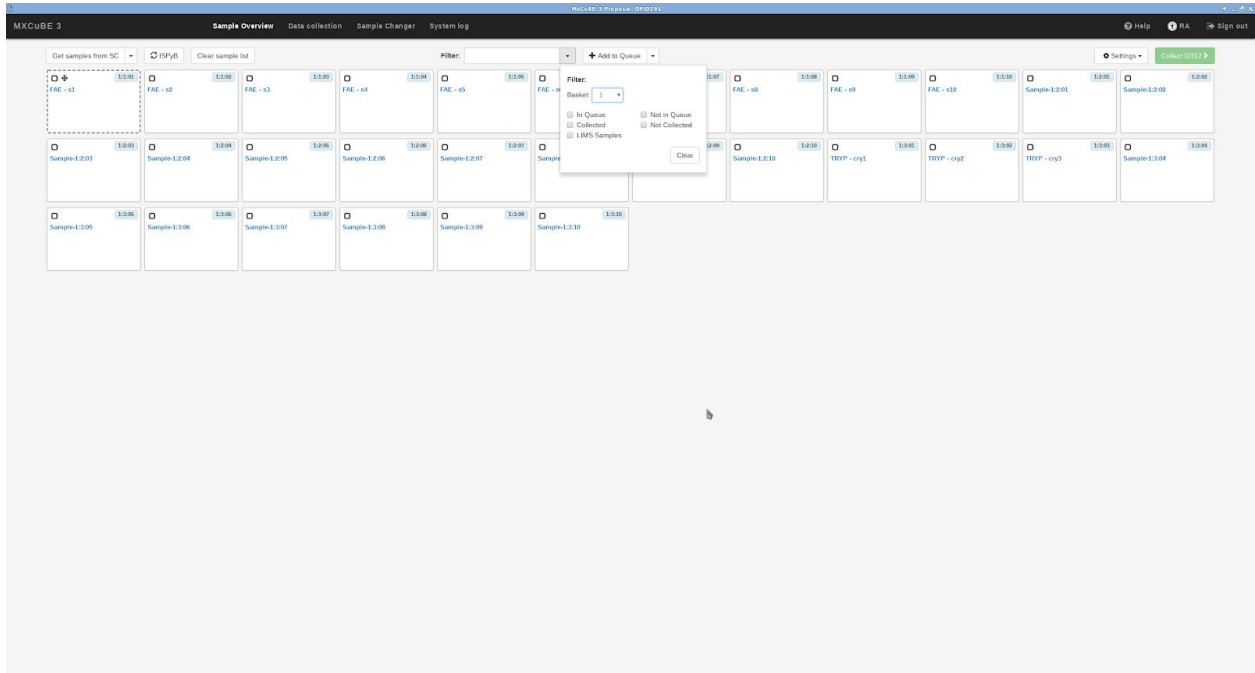 MXCuBE-3 Proposal: OPID291
MXCuBE 3 Sample Overview Data collection Sample Changer System log Help RA Sign out
Get samples from SC ISPyB Clear sample list Filter: Add to Queue Settings Collect 0/312
1:1:01 1:1:02 1:1:03 1:1:04 1:1:05 1:07 1:1:08 1:1:09 1:1:10 1:2:01 1:2:02
FAE - s1 FAE - s2 FAE - s3 FAE - s4 FAE - s5 FAE - s8 FAE - s9 FAE - s10 Sample-1:2:01 Sample-1:2:02
Filter:
Basket 1
In Queue Not in Queue
Collected Not Collected
LIMS Samples
Clear
1:2:03 1:2:04 1:2:05 1:2:06 1:2:07 2:09 1:2:10 1:3:01 1:3:02 1:3:03 1:3:04
Sample-1:2:03 Sample-1:2:04 Sample-1:2:05 Sample-1:2:06 Sample-1:2:07 Sample Sample-1:2:10 TRYP - cry1 TRYP - cry2 TRYP - cry3 Sample-1:3:04
1:3:05 1:3:06 1:3:07 1:3:08 1:3:09 1:3:10
Sample-1:3:05 Sample-1:3:06 Sample-1:3:07 Sample-1:3:08 Sample-1:3:09 Sample-1:3:10